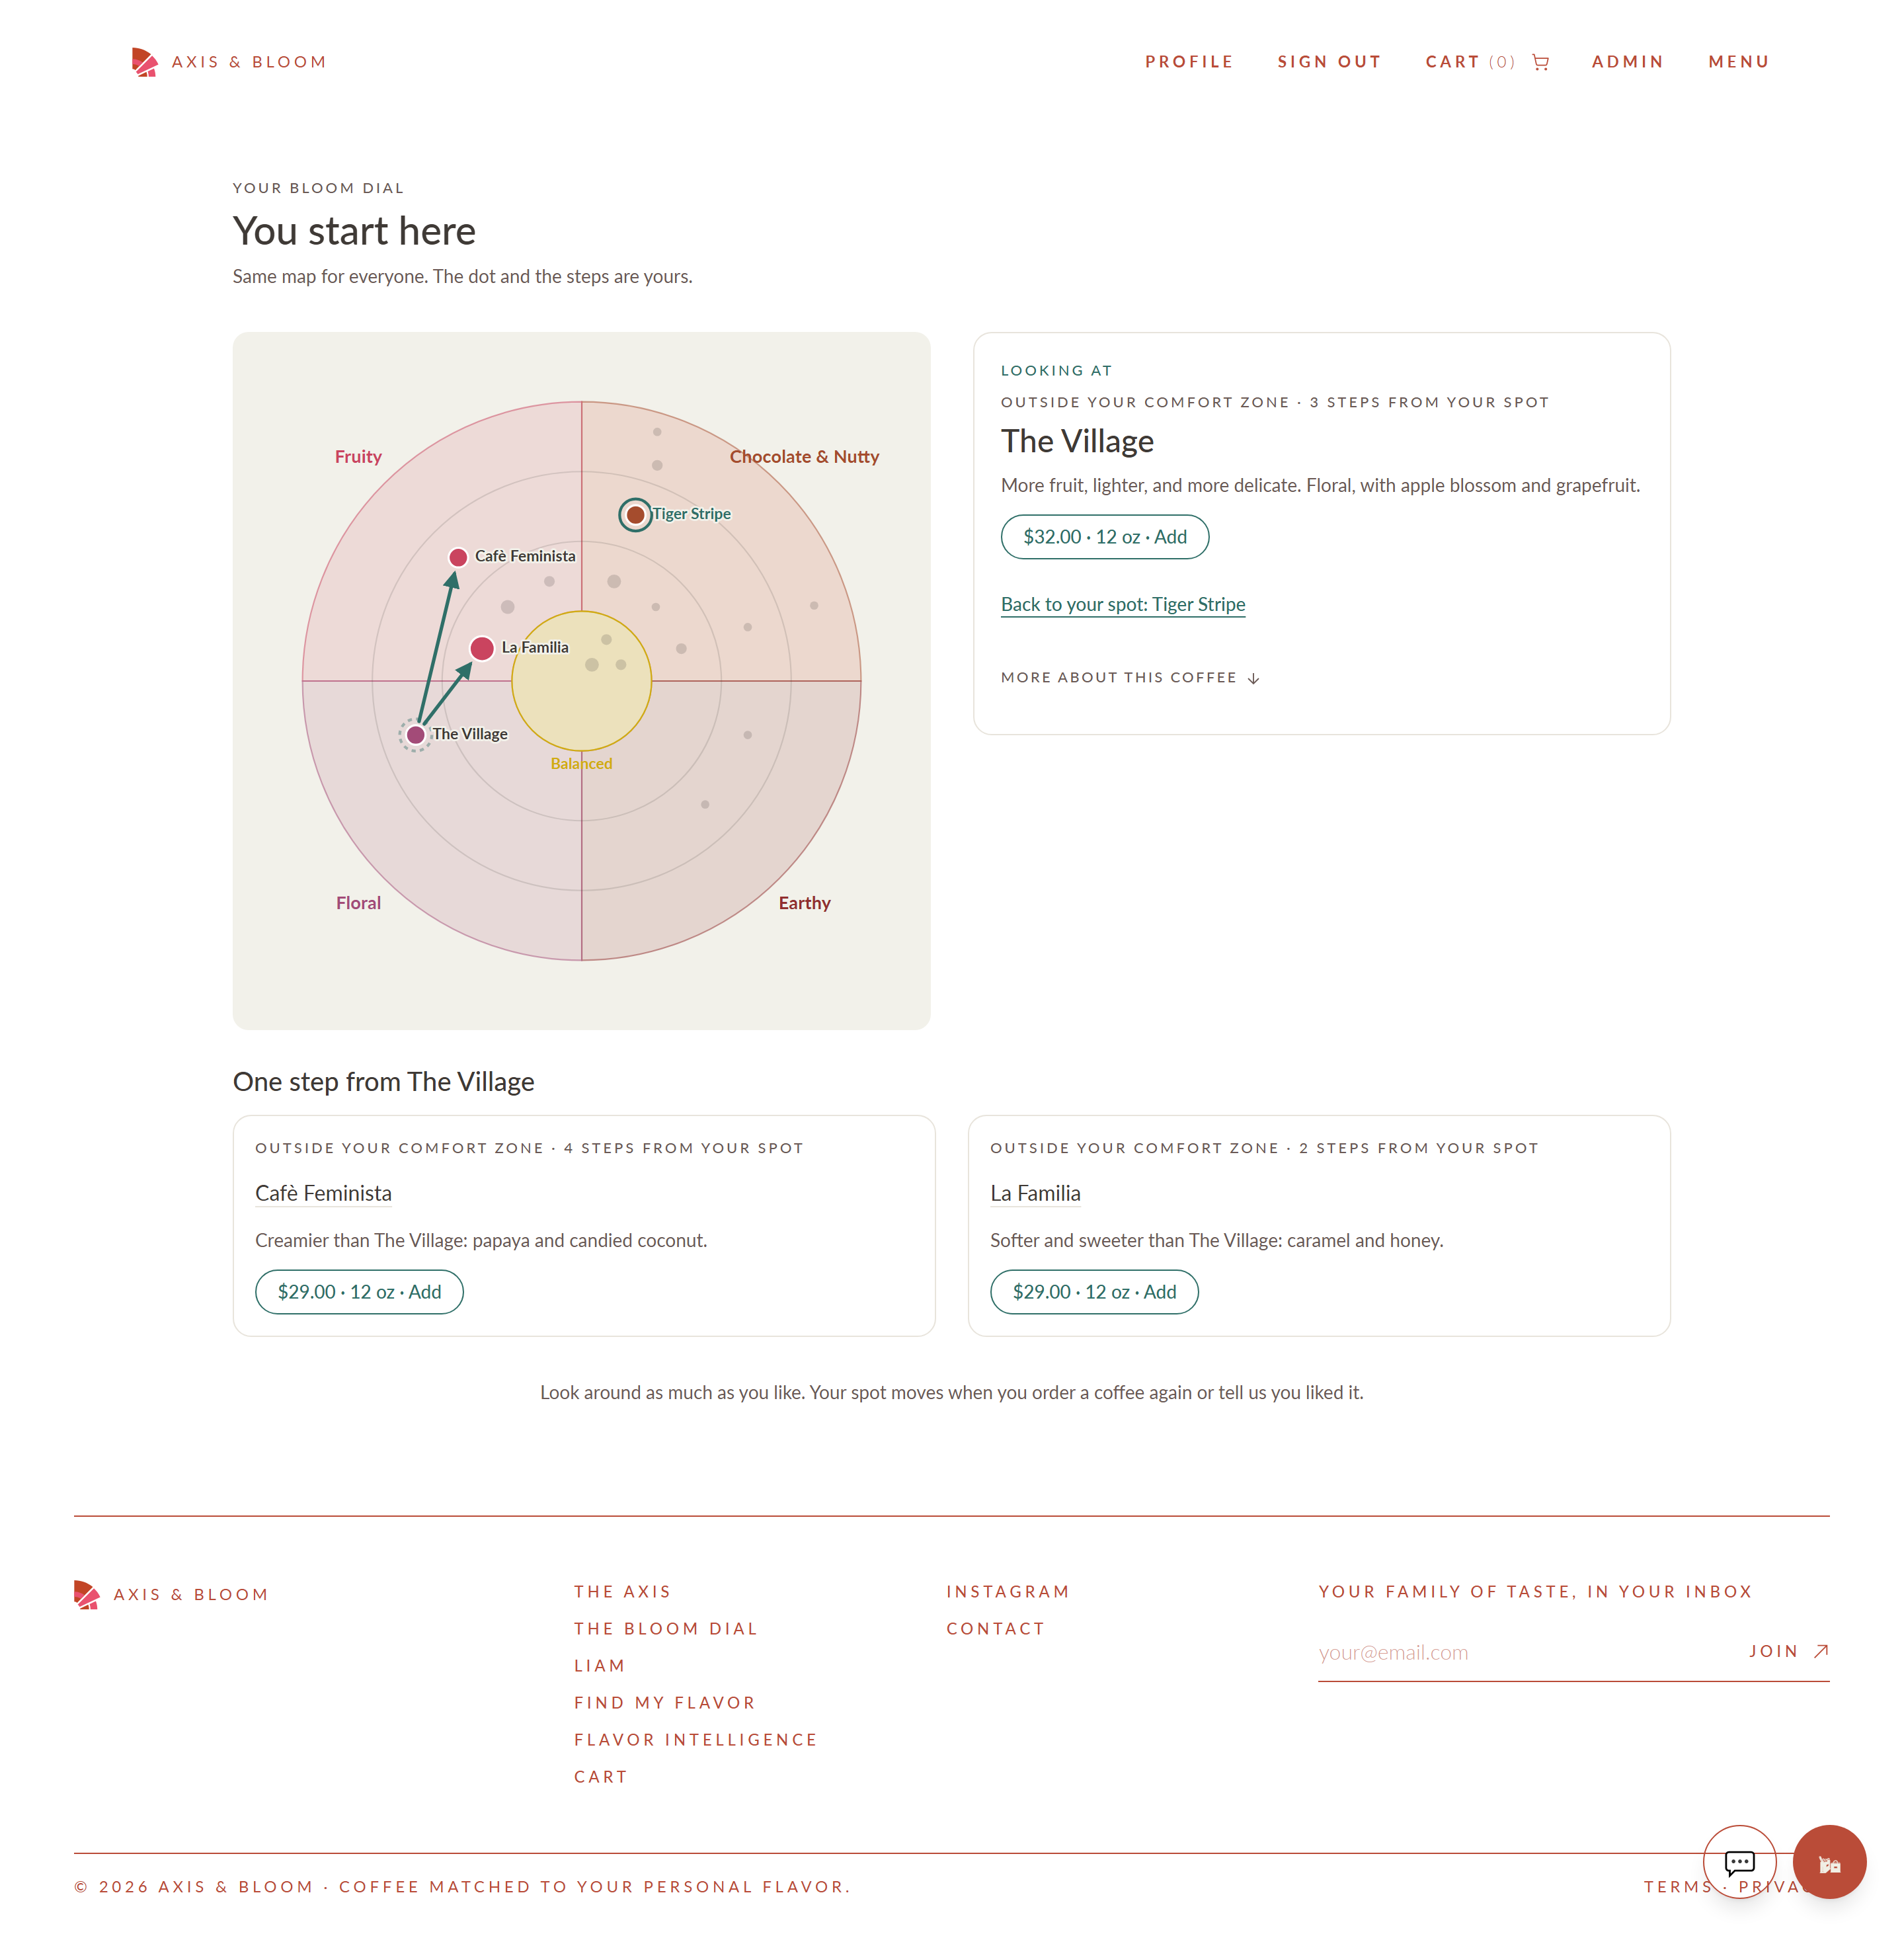 AXIS & BLOOM
PROFILE
SIGN OUT
CART (0)
ADMIN
MENU
YOUR BLOOM DIAL
You start here
Same map for everyone. The dot and the steps are yours.
Fruity
Chocolate & Nutty
Tiger Stripe
Cafè Feminista
La Familia
The Village
Balanced
Floral
Earthy
LOOKING AT
OUTSIDE YOUR COMFORT ZONE · 3 STEPS FROM YOUR SPOT
The Village
More fruit, lighter, and more delicate. Floral, with apple blossom and grapefruit.
$32.00 · 12 oz · Add
Back to your spot: Tiger Stripe
MORE ABOUT THIS COFFEE ↓
One step from The Village
OUTSIDE YOUR COMFORT ZONE · 4 STEPS FROM YOUR SPOT
Cafè Feminista
Creamier than The Village: papaya and candied coconut.
$29.00 · 12 oz · Add
OUTSIDE YOUR COMFORT ZONE · 2 STEPS FROM YOUR SPOT
La Familia
Softer and sweeter than The Village: caramel and honey.
$29.00 · 12 oz · Add
Look around as much as you like. Your spot moves when you order a coffee again or tell us you liked it.
AXIS & BLOOM
THE AXIS
THE BLOOM DIAL
LIAM
FIND MY FLAVOR
FLAVOR INTELLIGENCE
CART
INSTAGRAM
CONTACT
YOUR FAMILY OF TASTE, IN YOUR INBOX
your@email.com
JOIN
© 2026 AXIS & BLOOM · COFFEE MATCHED TO YOUR PERSONAL FLAVOR.
TERMS ·